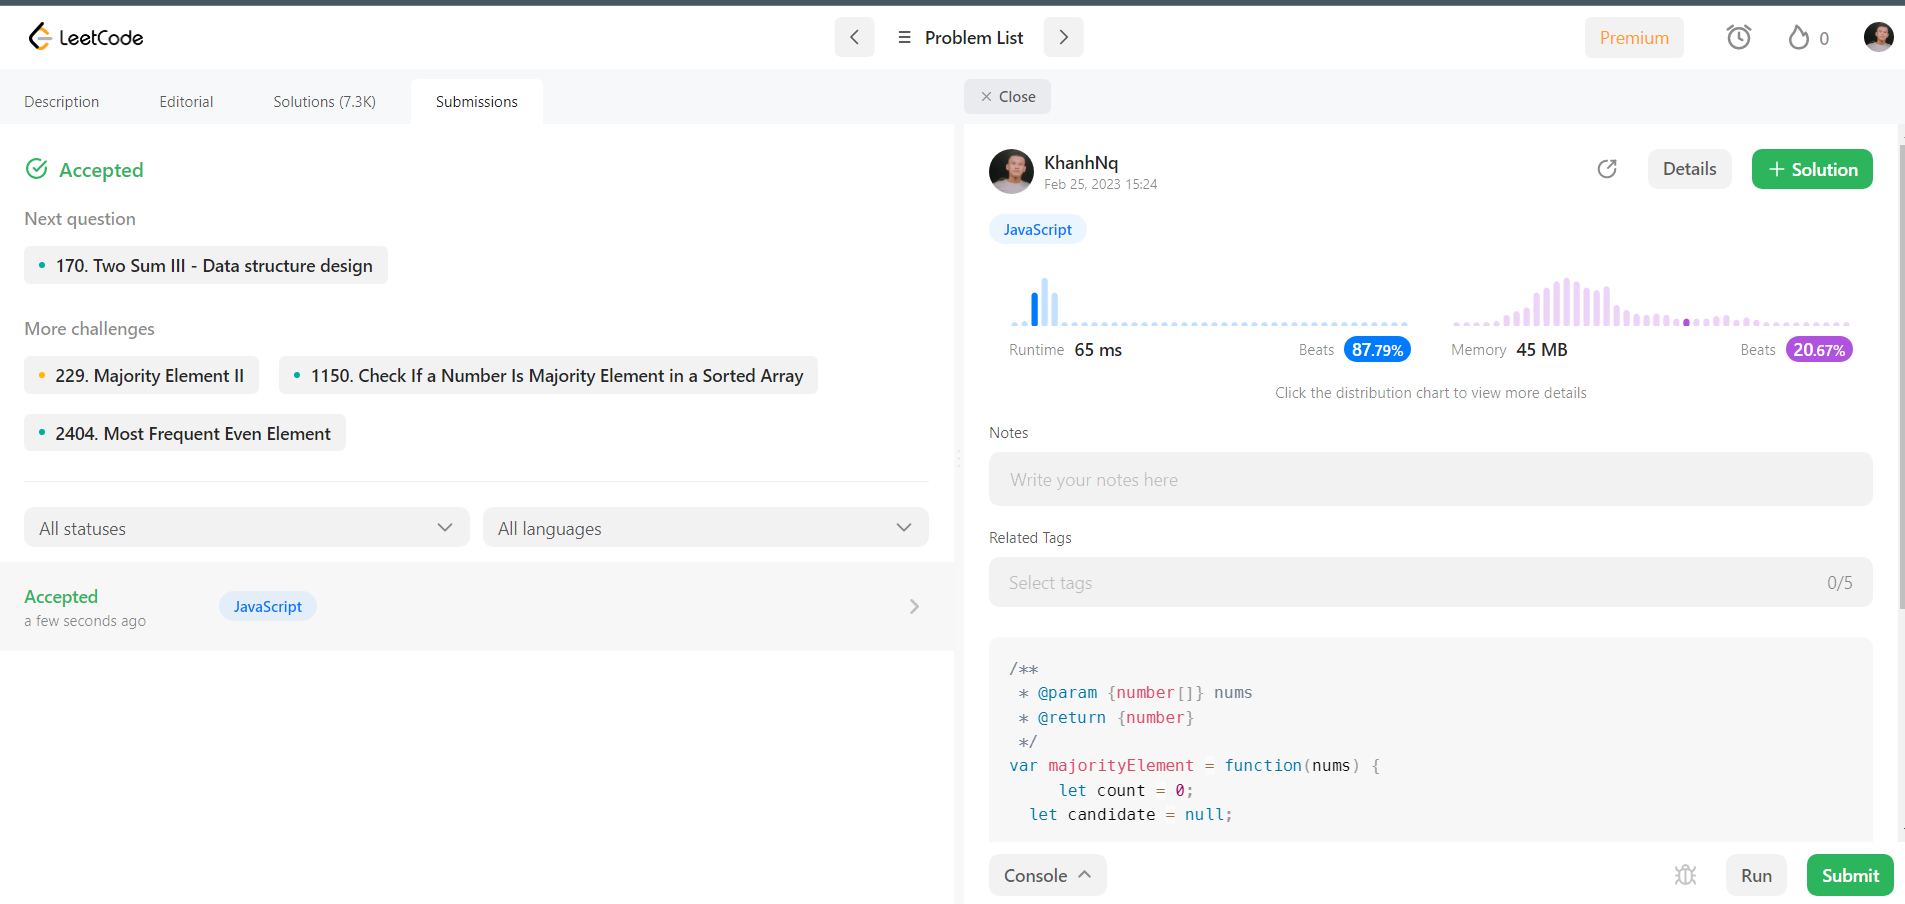 LeetCode
Problem List
Premium
0
Description
Editorial
Solutions (7.3K)
Submissions
Close
Accepted
Next question
170. Two Sum III - Data structure design
More challenges
229. Majority Element II
1150. Check If a Number Is Majority Element in a Sorted Array
2404. Most Frequent Even Element
All statuses
All languages
Accepted
a few seconds ago
JavaScript
KhanhNq
Feb 25, 2023 15:24
Details
+ Solution
JavaScript
Runtime 65 ms
Beats 87.79%
Memory 45 MB
Beats 20.67%
Click the distribution chart to view more details
Notes
Write your notes here
Related Tags
Select tags
0/5
/**
 * @param {number[]} nums
 * @return {number}
 */
var majorityElement = function(nums) {
     let count = 0;
  let candidate = null;
Console
Run
Submit